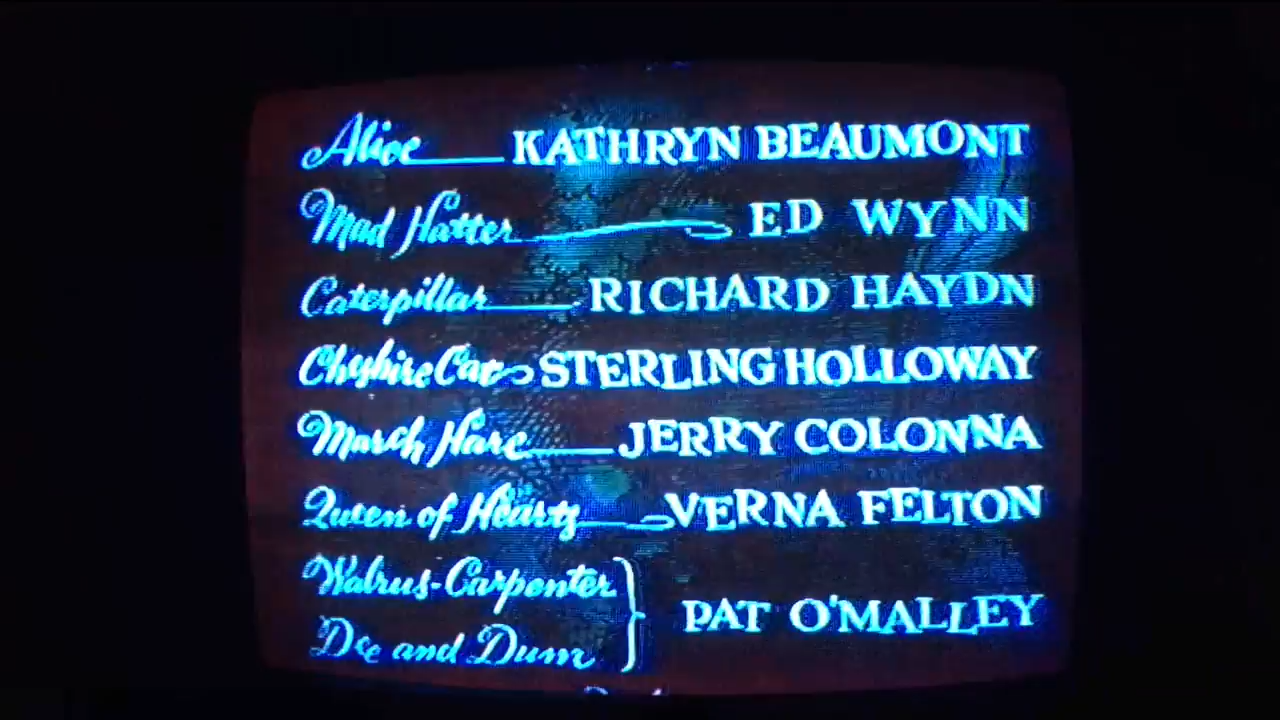 Alice KATHRYN BEAUMONT
Mad Hatter ED WYNN
Caterpillar RICHARD HAYDN
Cheshire Cat STERLING HOLLOWAY
March Hare JERRY COLONNA
Queen of Hearts VERNA FELTON
Walrus-Carpenter
Dee and Dum
PAT O'MALLEY